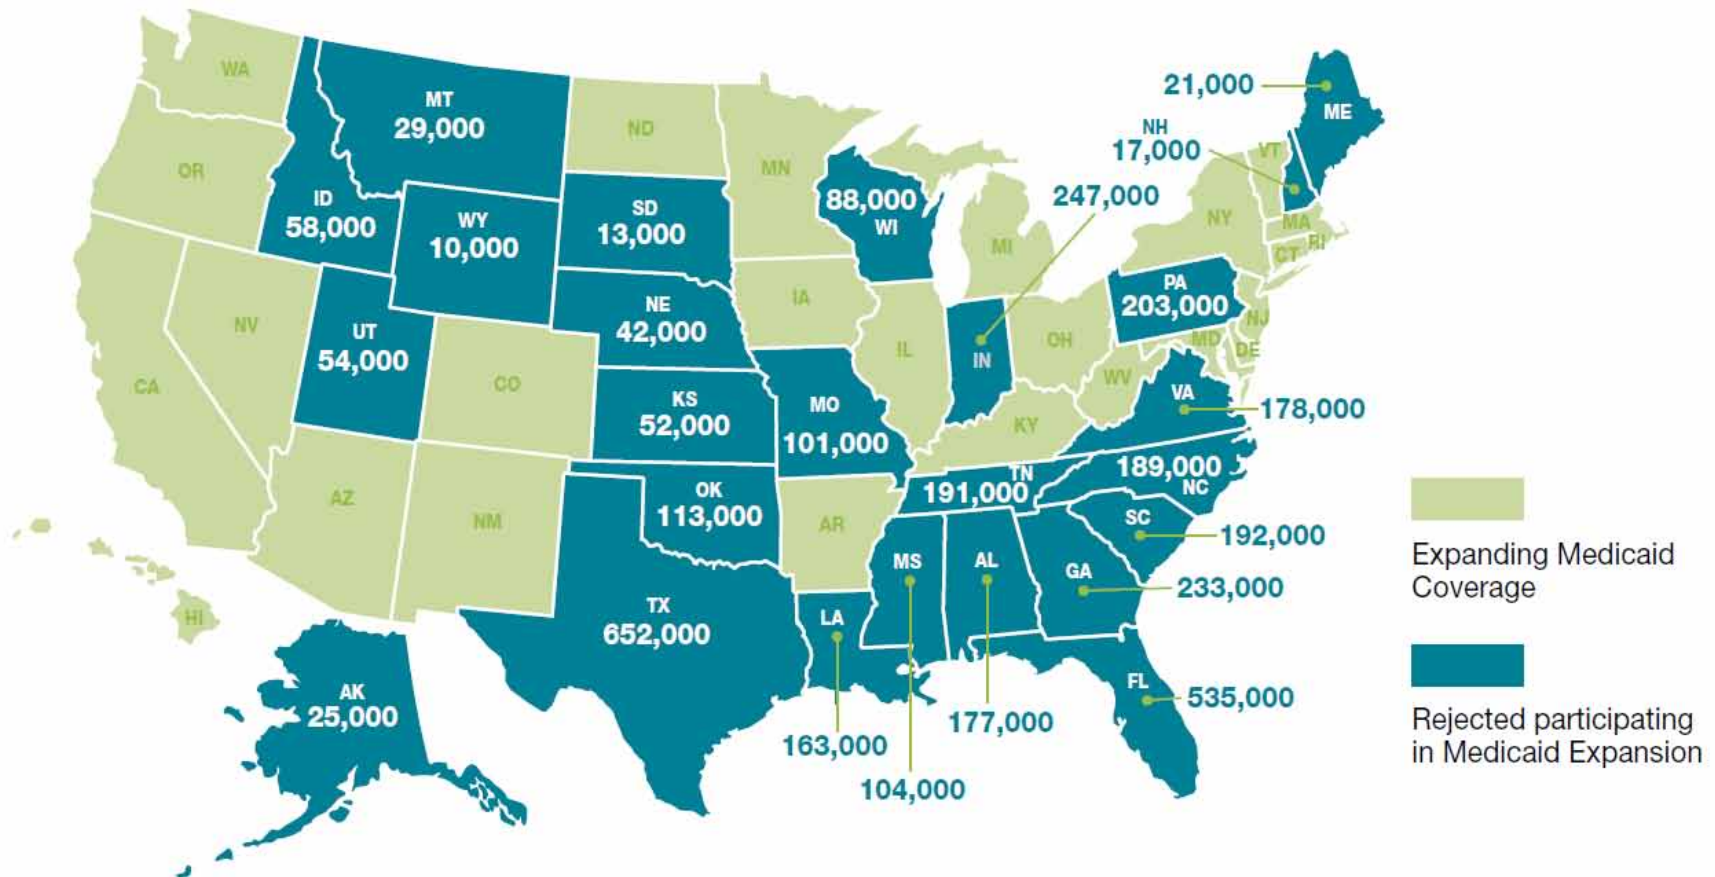 WA
MT
29,000
ND
MN
OR
ID
58,000
WY
10,000
SD
13,000
88,000
WI
MI
247,000
21,000
ME
NH
17,000
VT
NY
MA
RI
CT
NV
UT
54,000
CA
CO
NE
42,000
IA
IL
IN
OH
PA
203,000
NJ
MD
DE
WV
VA
178,000
KS
52,000
MO
101,000
KY
AZ
NM
OK
113,000
AR
TN
191,000
189,000
NC
SC
192,000
MS
104,000
AL
177,000
GA
233,000
HI
TX
652,000
LA
163,000
FL
535,000
AK
25,000
Expanding Medicaid
Coverage
Rejected participating
in Medicaid Expansion